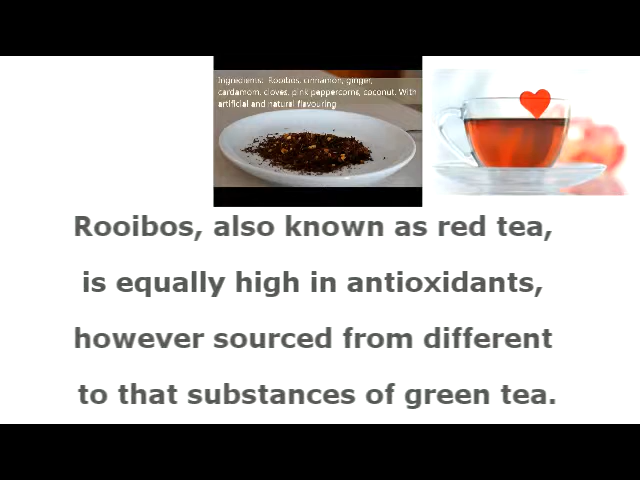 Ingredients: Rooibos, cinnamon, ginger,
cardamom, cloves, pink peppercorns, coconut. With
artificial and natural flavouring
Rooibos, also known as red tea,
is equally high in antioxidants,
however sourced from different
to that substances of green tea.